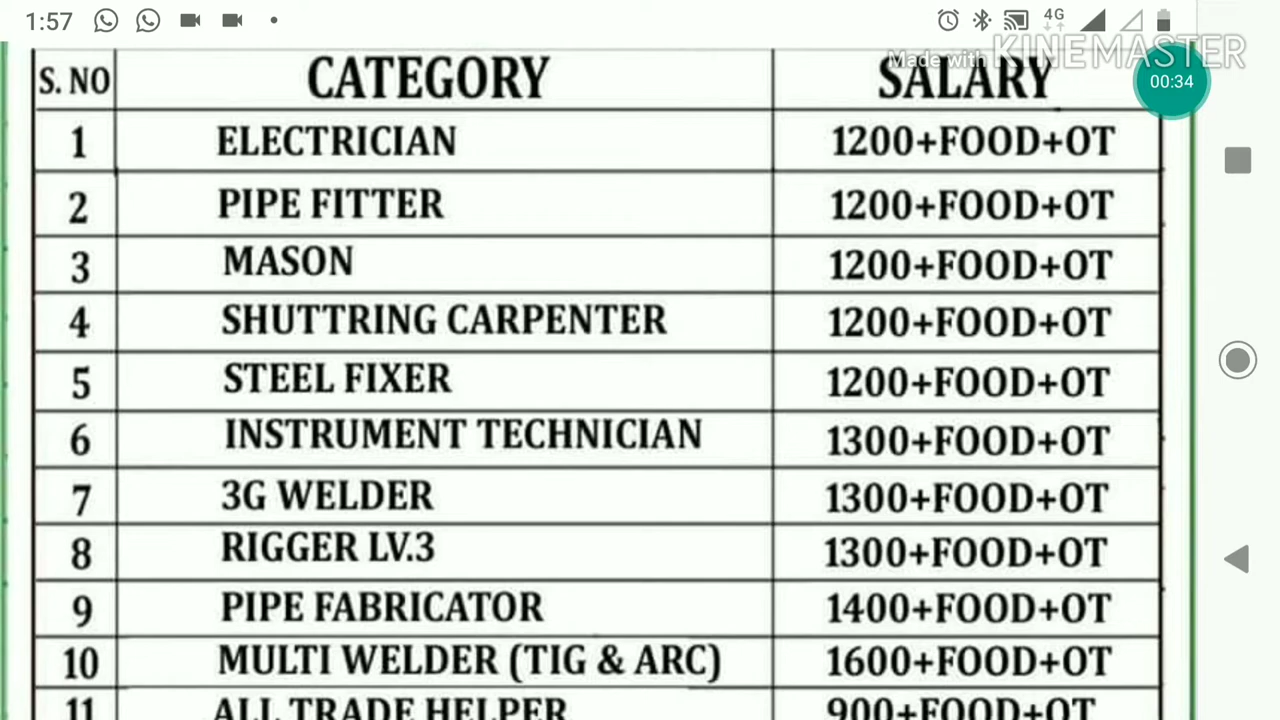 1:57 4G
Made with KINEMASTER
00:34
S. NO CATEGORY SALARY
1 ELECTRICIAN 1200+FOOD+OT
2 PIPE FITTER 1200+FOOD+OT
3 MASON 1200+FOOD+OT
4 SHUTTRING CARPENTER 1200+FOOD+OT
5 STEEL FIXER 1200+FOOD+OT
6 INSTRUMENT TECHNICIAN 1300+FOOD+OT
7 3G WELDER 1300+FOOD+OT
8 RIGGER LV.3 1300+FOOD+OT
9 PIPE FABRICATOR 1400+FOOD+OT
10 MULTI WELDER (TIG & ARC) 1600+FOOD+OT
11 ALL TRADE HELPER 900+FOOD+OT